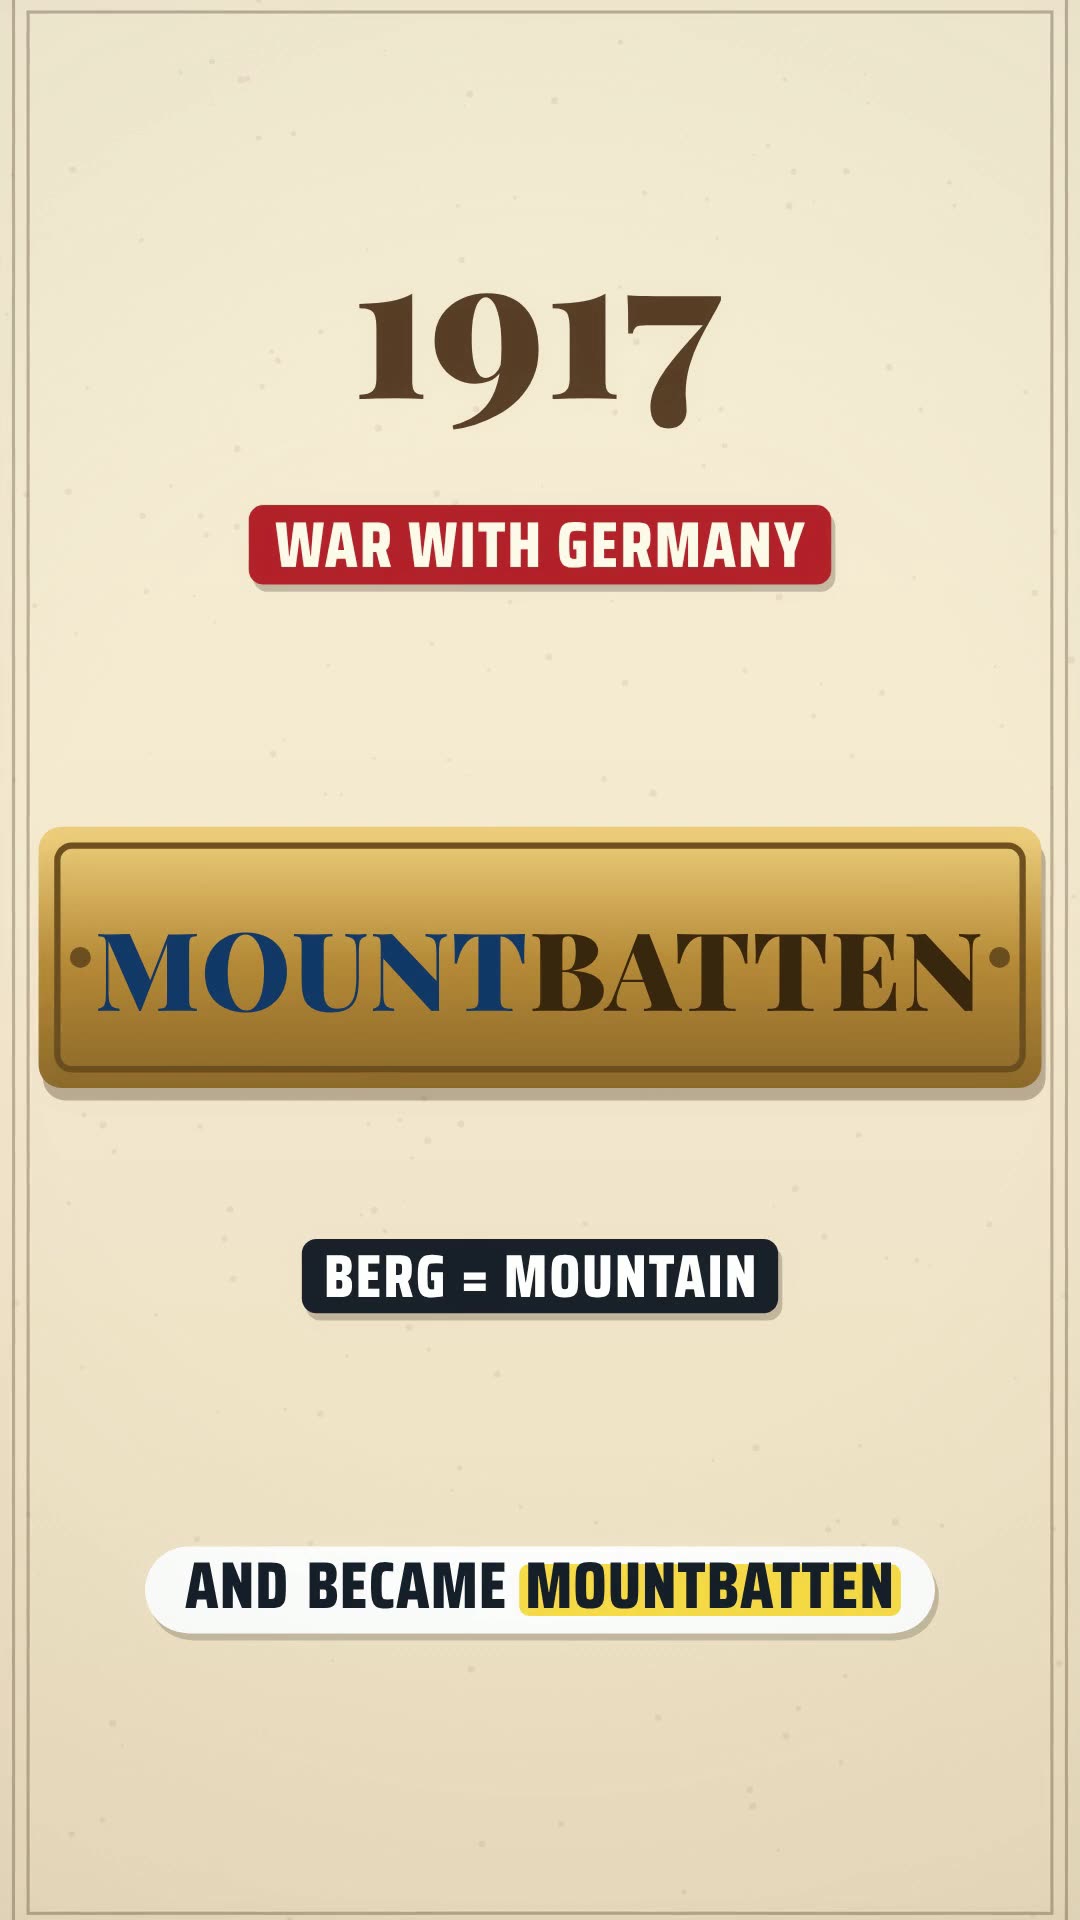 1917
WAR WITH GERMANY
MOUNTBATTEN
BERG = MOUNTAIN
AND BECAME MOUNTBATTEN